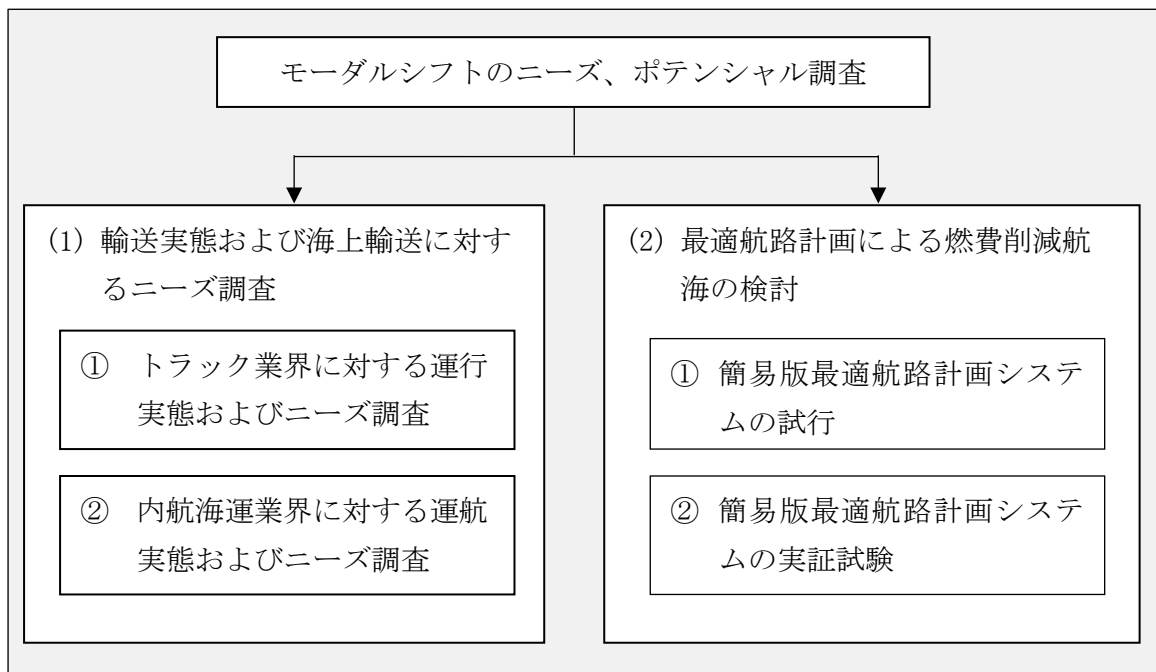 モーダルシフトのニーズ、ポテンシャル調査
(1) 輸送実態および海上輸送に対す
るニーズ調査
① トラック業界に対する運行
実態およびニーズ調査
② 内航海運業界に対する運航
実態およびニーズ調査
(2) 最適航路計画による燃費削減航
海の検討
① 簡易版最適航路計画システ
ムの試行
② 簡易版最適航路計画システ
ムの実証試験